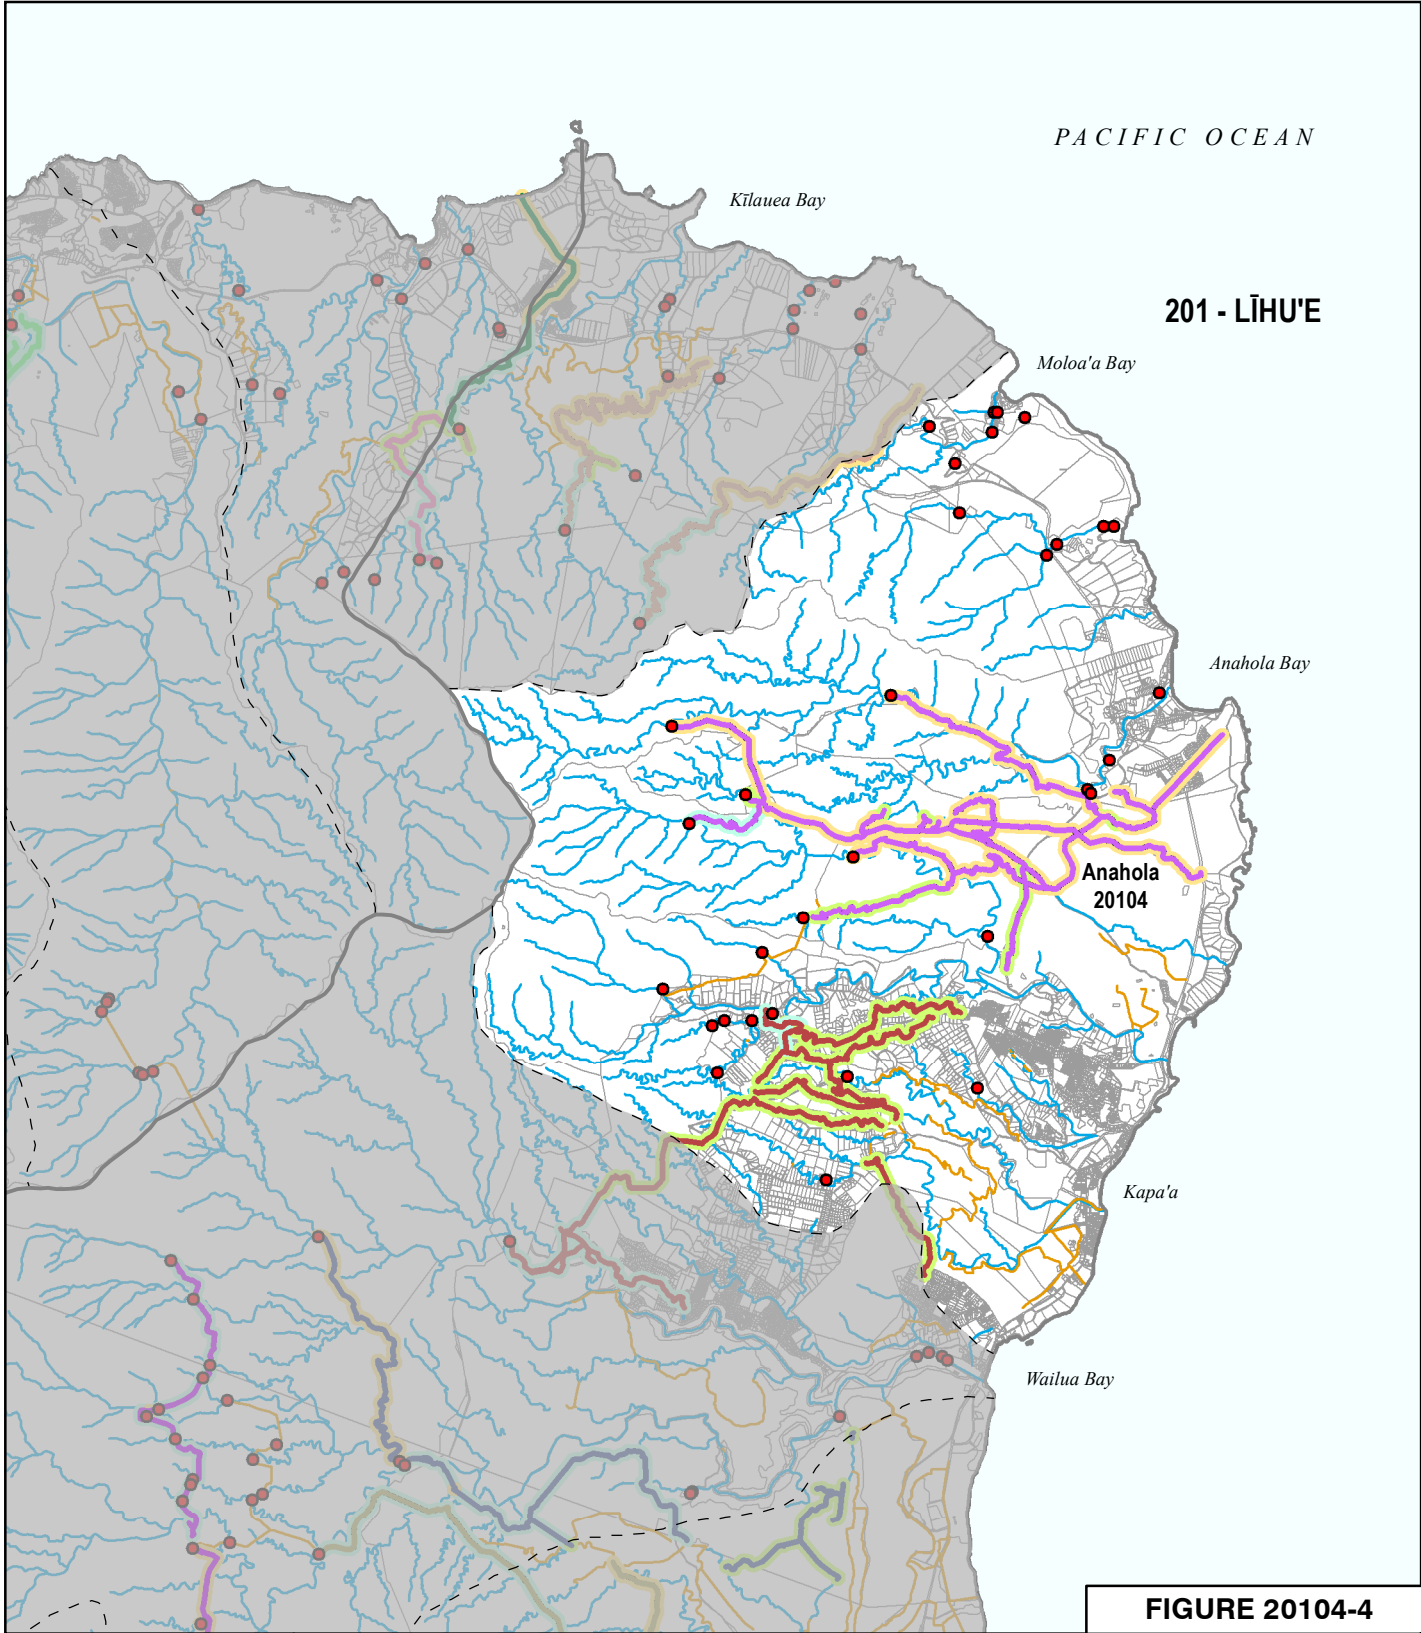 PACIFIC OCEAN
Kīlauea Bay
201 - LĪHU'E
Moloa'a Bay
Anahola Bay
Anahola
20104
Kapa'a
Wailua Bay
FIGURE 20104-4